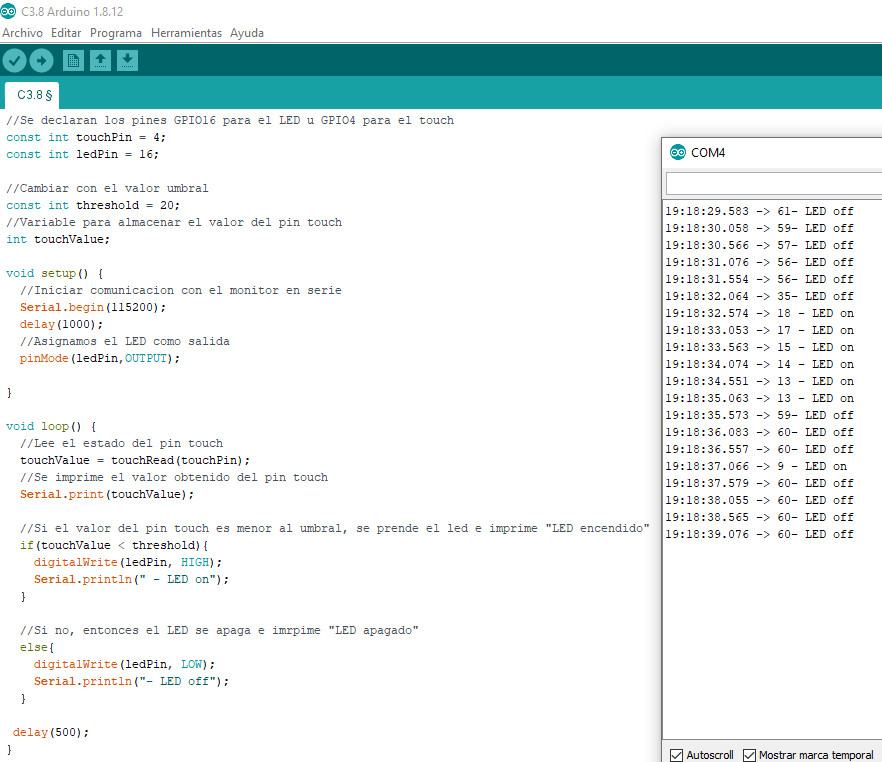 C3.8 Arduino 1.8.12
Archivo Editar Programa Herramientas Ayuda
C3.8 §
//Se declaran los pines GPIO16 para el LED u GPIO4 para el touch
const int touchPin = 4;
const int ledPin = 16;
//Cambiar con el valor umbral
const int threshold = 20;
//Variable para almacenar el valor del pin touch
int touchValue;
void setup() {
//Iniciar comunicacion con el monitor en serie
Serial.begin(115200);
delay(1000);
//Asignamos el LED como salida
pinMode(ledPin,OUTPUT);
}
void loop() {
//Lee el estado del pin touch
touchValue = touchRead(touchPin);
//Se imprime el valor obtenido del pin touch
Serial.print(touchValue);
//Si el valor del pin touch es menor al umbral, se prende el led e imprime "LED encendido"
if(touchValue < threshold){
digitalWrite(ledPin, HIGH);
Serial.println(" - LED on");
}
//Si no, entonces el LED se apaga e imrpime "LED apagado"
else{
digitalWrite(ledPin, LOW);
Serial.println("- LED off");
}
delay(500);
}
COM4
19:18:29.583 -> 61- LED off
19:18:30.058 -> 59- LED off
19:18:30.566 -> 57- LED off
19:18:31.076 -> 56- LED off
19:18:31.554 -> 56- LED off
19:18:32.064 -> 35- LED off
19:18:32.574 -> 18 - LED on
19:18:33.053 -> 17 - LED on
19:18:33.563 -> 15 - LED on
19:18:34.074 -> 14 - LED on
19:18:34.551 -> 13 - LED on
19:18:35.063 -> 13 - LED on
19:18:35.573 -> 59- LED off
19:18:36.083 -> 60- LED off
19:18:36.557 -> 60- LED off
19:18:37.066 -> 9 - LED on
19:18:37.579 -> 60- LED off
19:18:38.055 -> 60- LED off
19:18:38.565 -> 60- LED off
19:18:39.076 -> 60- LED off
Autoscroll Mostrar marca temporal